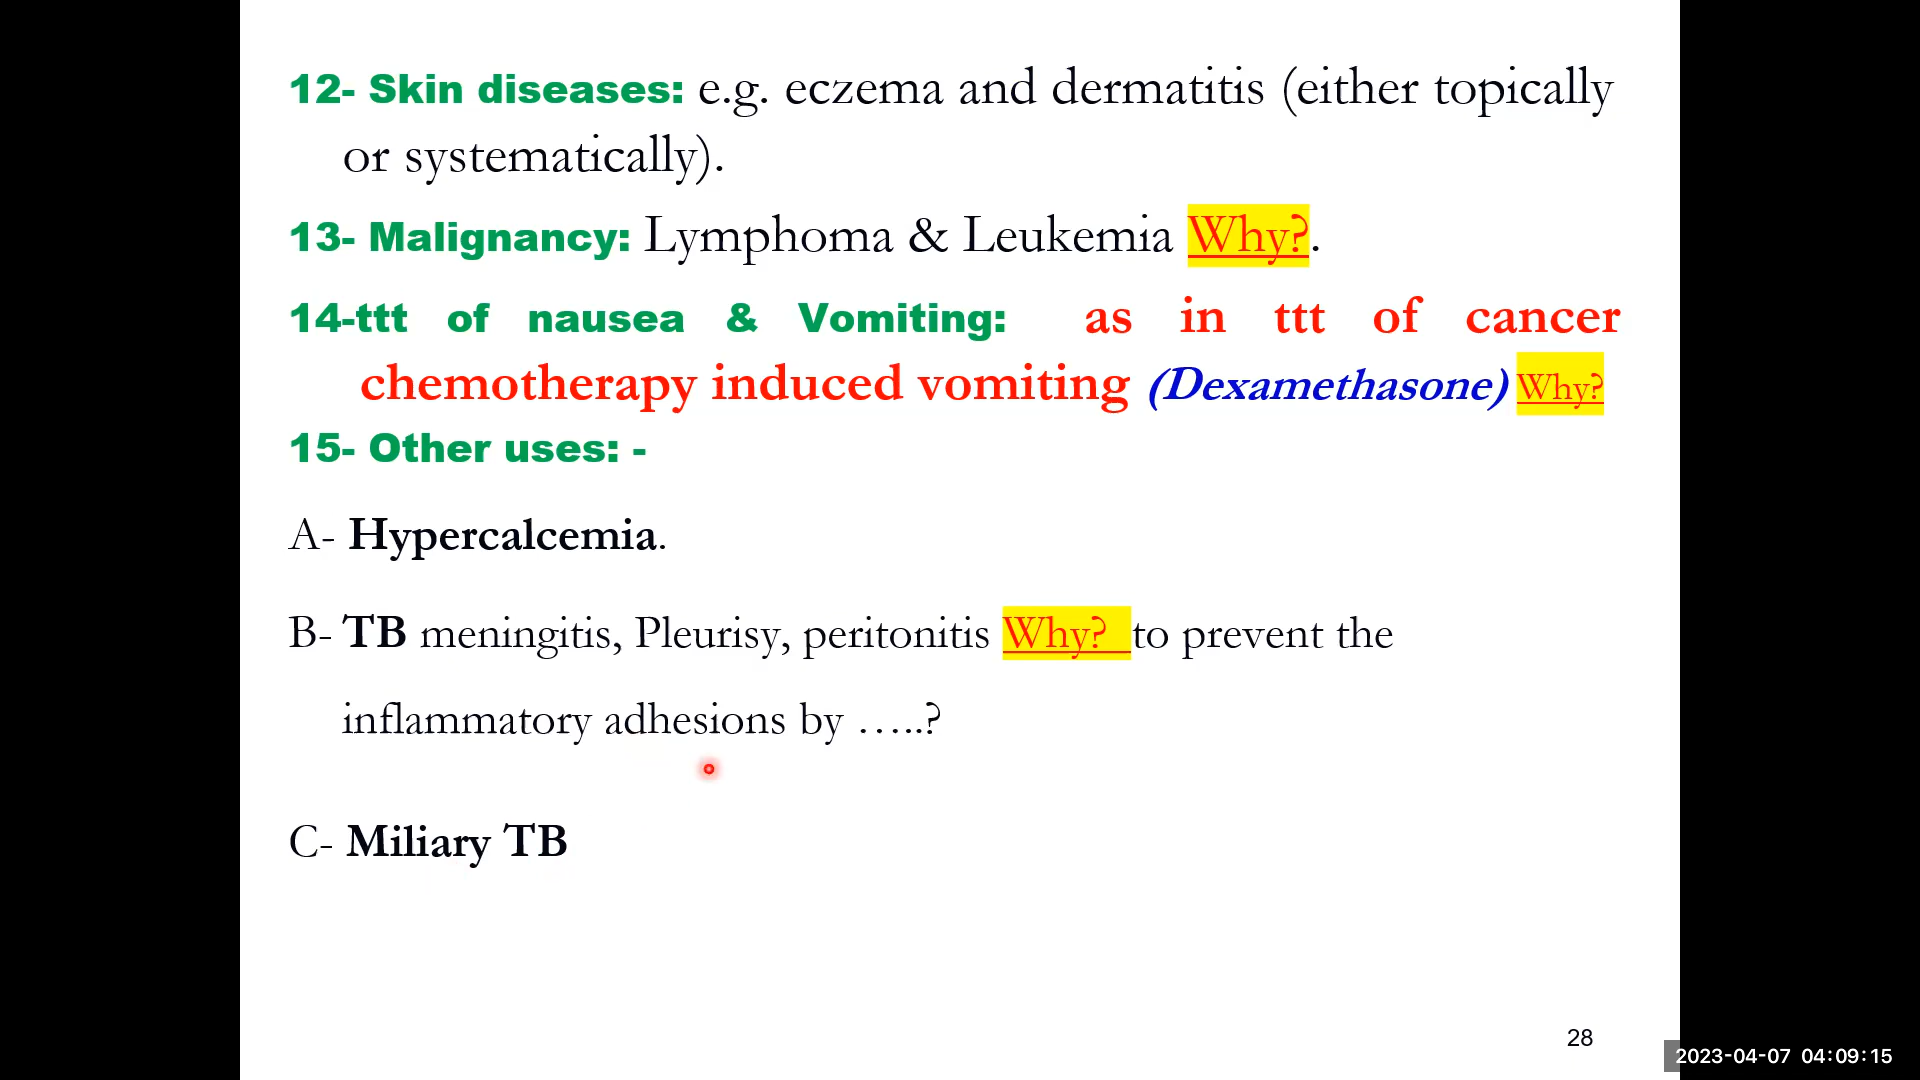 12- Skin diseases: e.g. eczema and dermatitis (either topically
or systematically).
13- Malignancy: Lymphoma & Leukemia Why?.
14-ttt of nausea & Vomiting: as in ttt of cancer
chemotherapy induced vomiting (Dexamethasone) Why?
15- Other uses: -
A- Hypercalcemia.
B- TB meningitis, Pleurisy, peritonitis Why? to prevent the
inflammatory adhesions by …..?
C- Miliary TB
28
2023-04-07 04:09:15